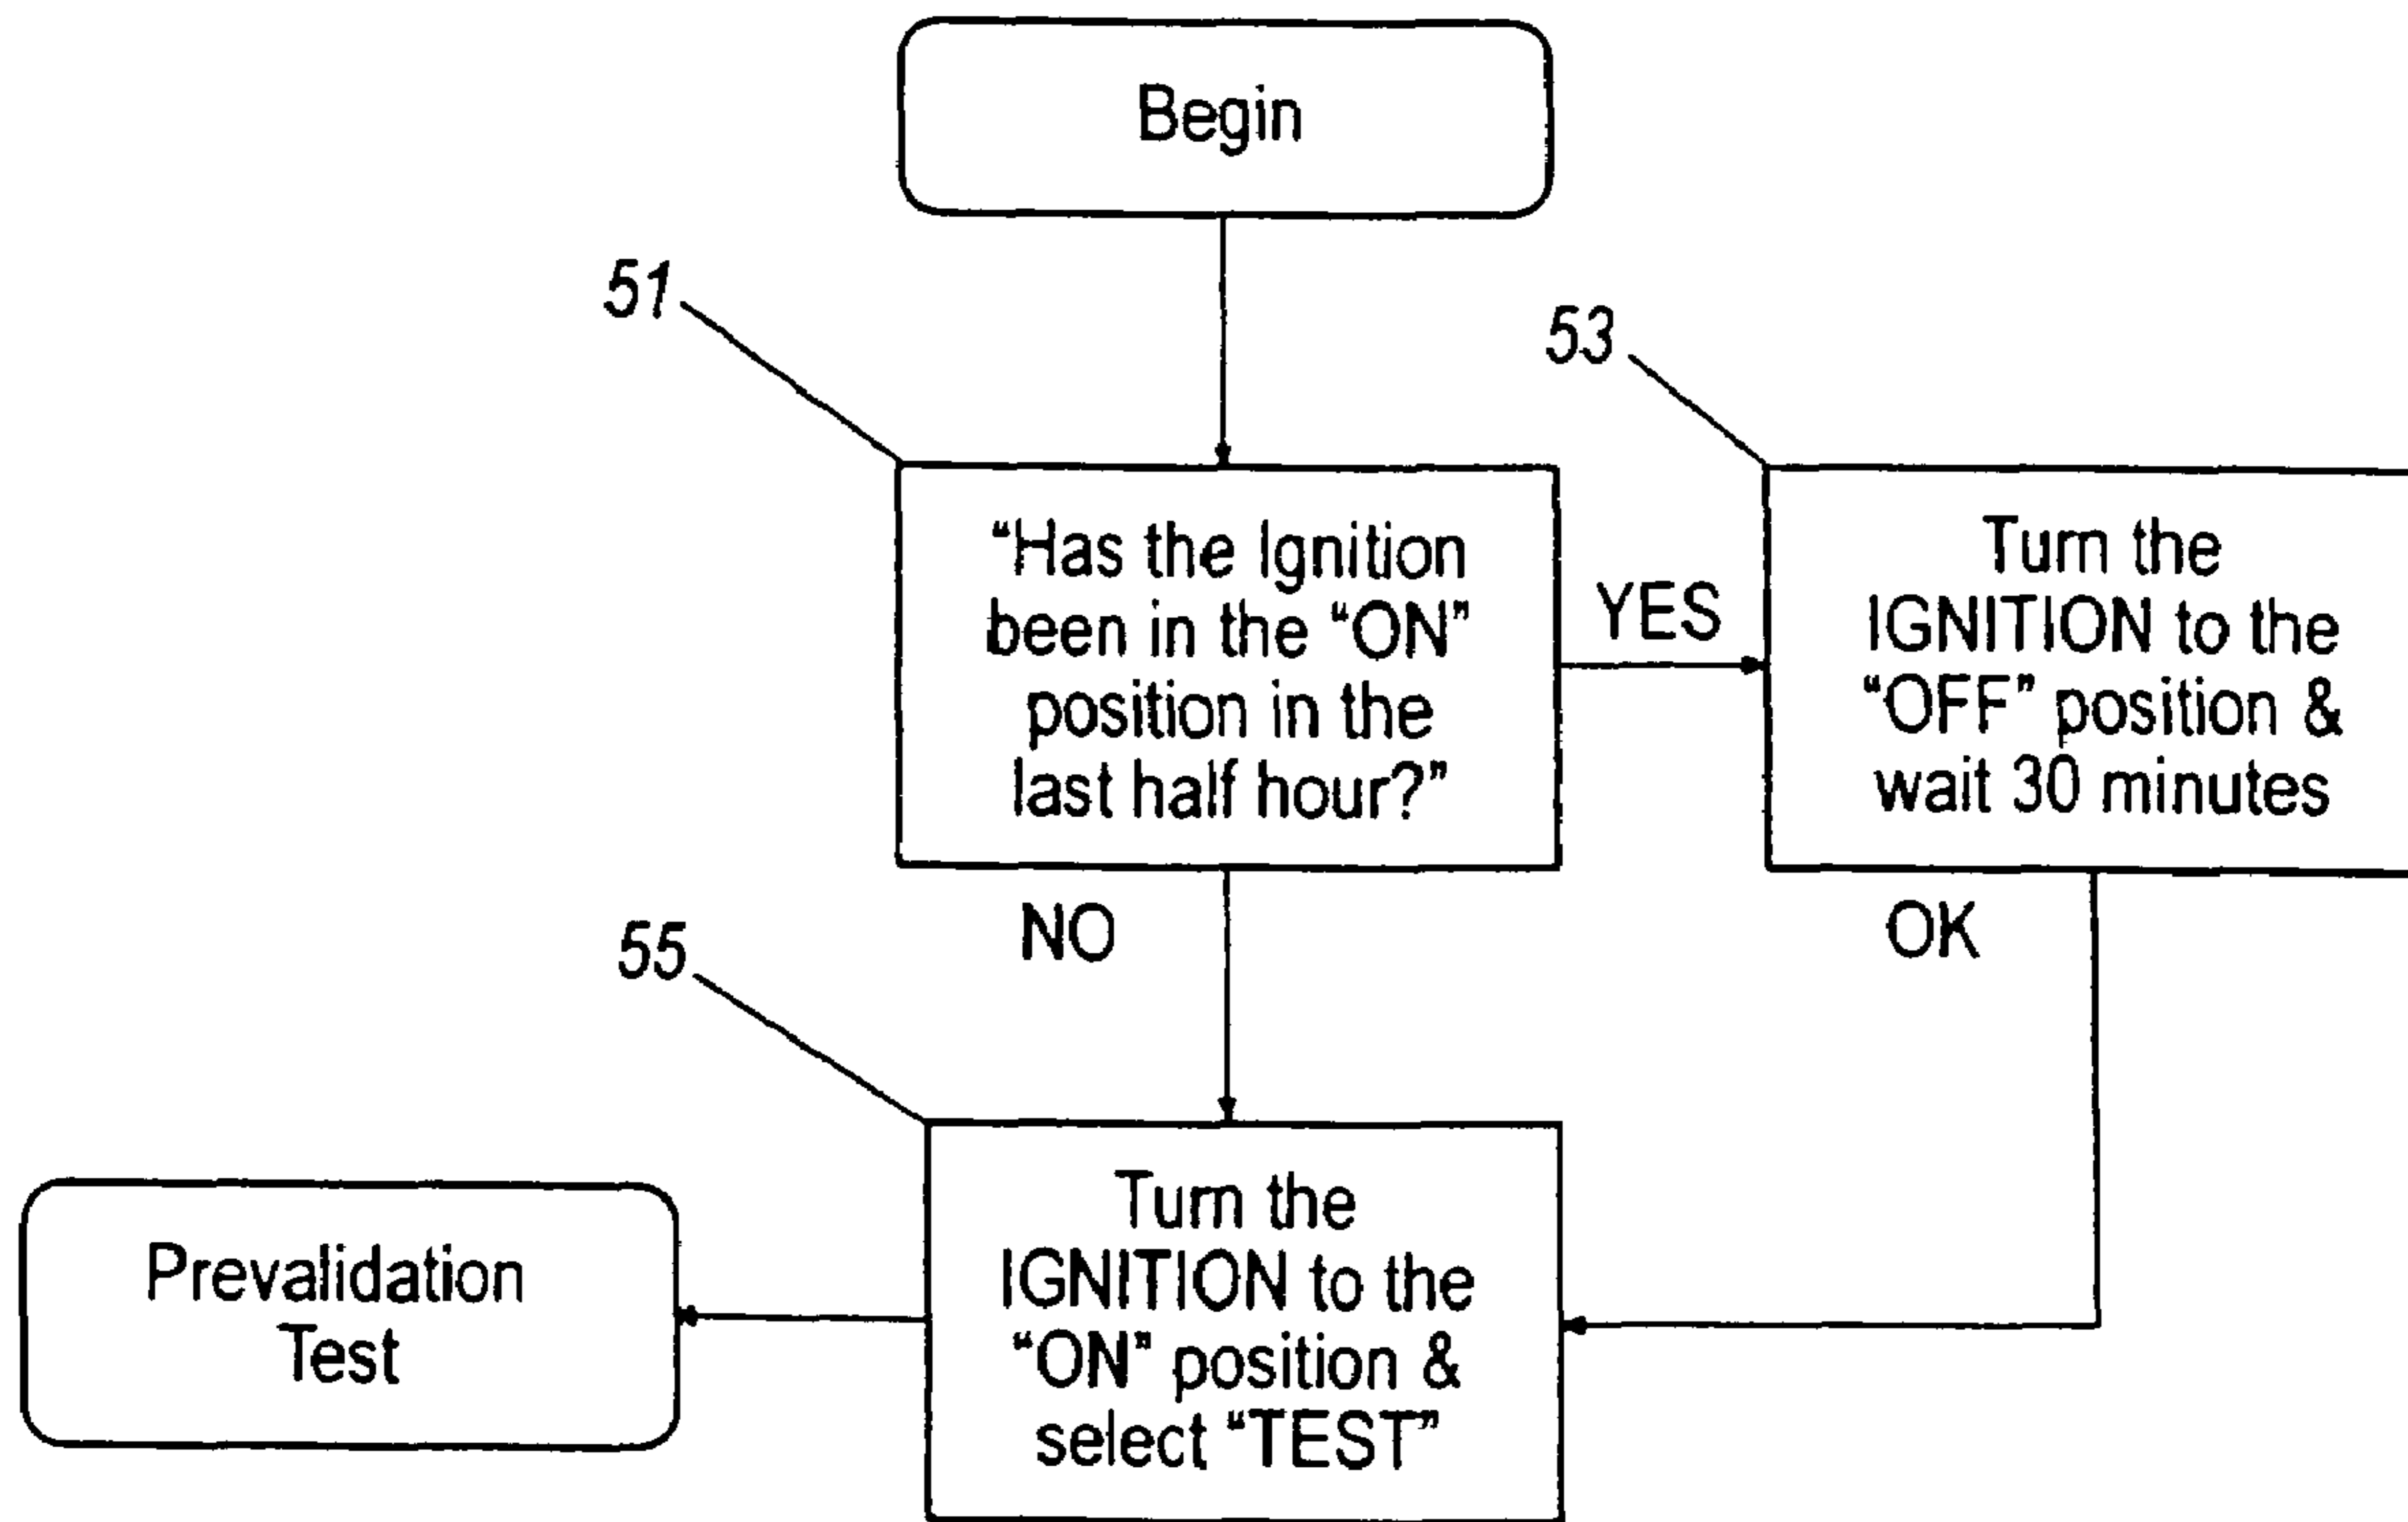 Begin
51
53
“Has the Ignition
been in the “ON”
position in the
last half hour?”
YES
Turn the
IGNITION to the
“OFF” position &
wait 30 minutes
NO
OK
55
Turn the
IGNITION to the
“ON” position &
select “TEST”
Prevalidation
Test